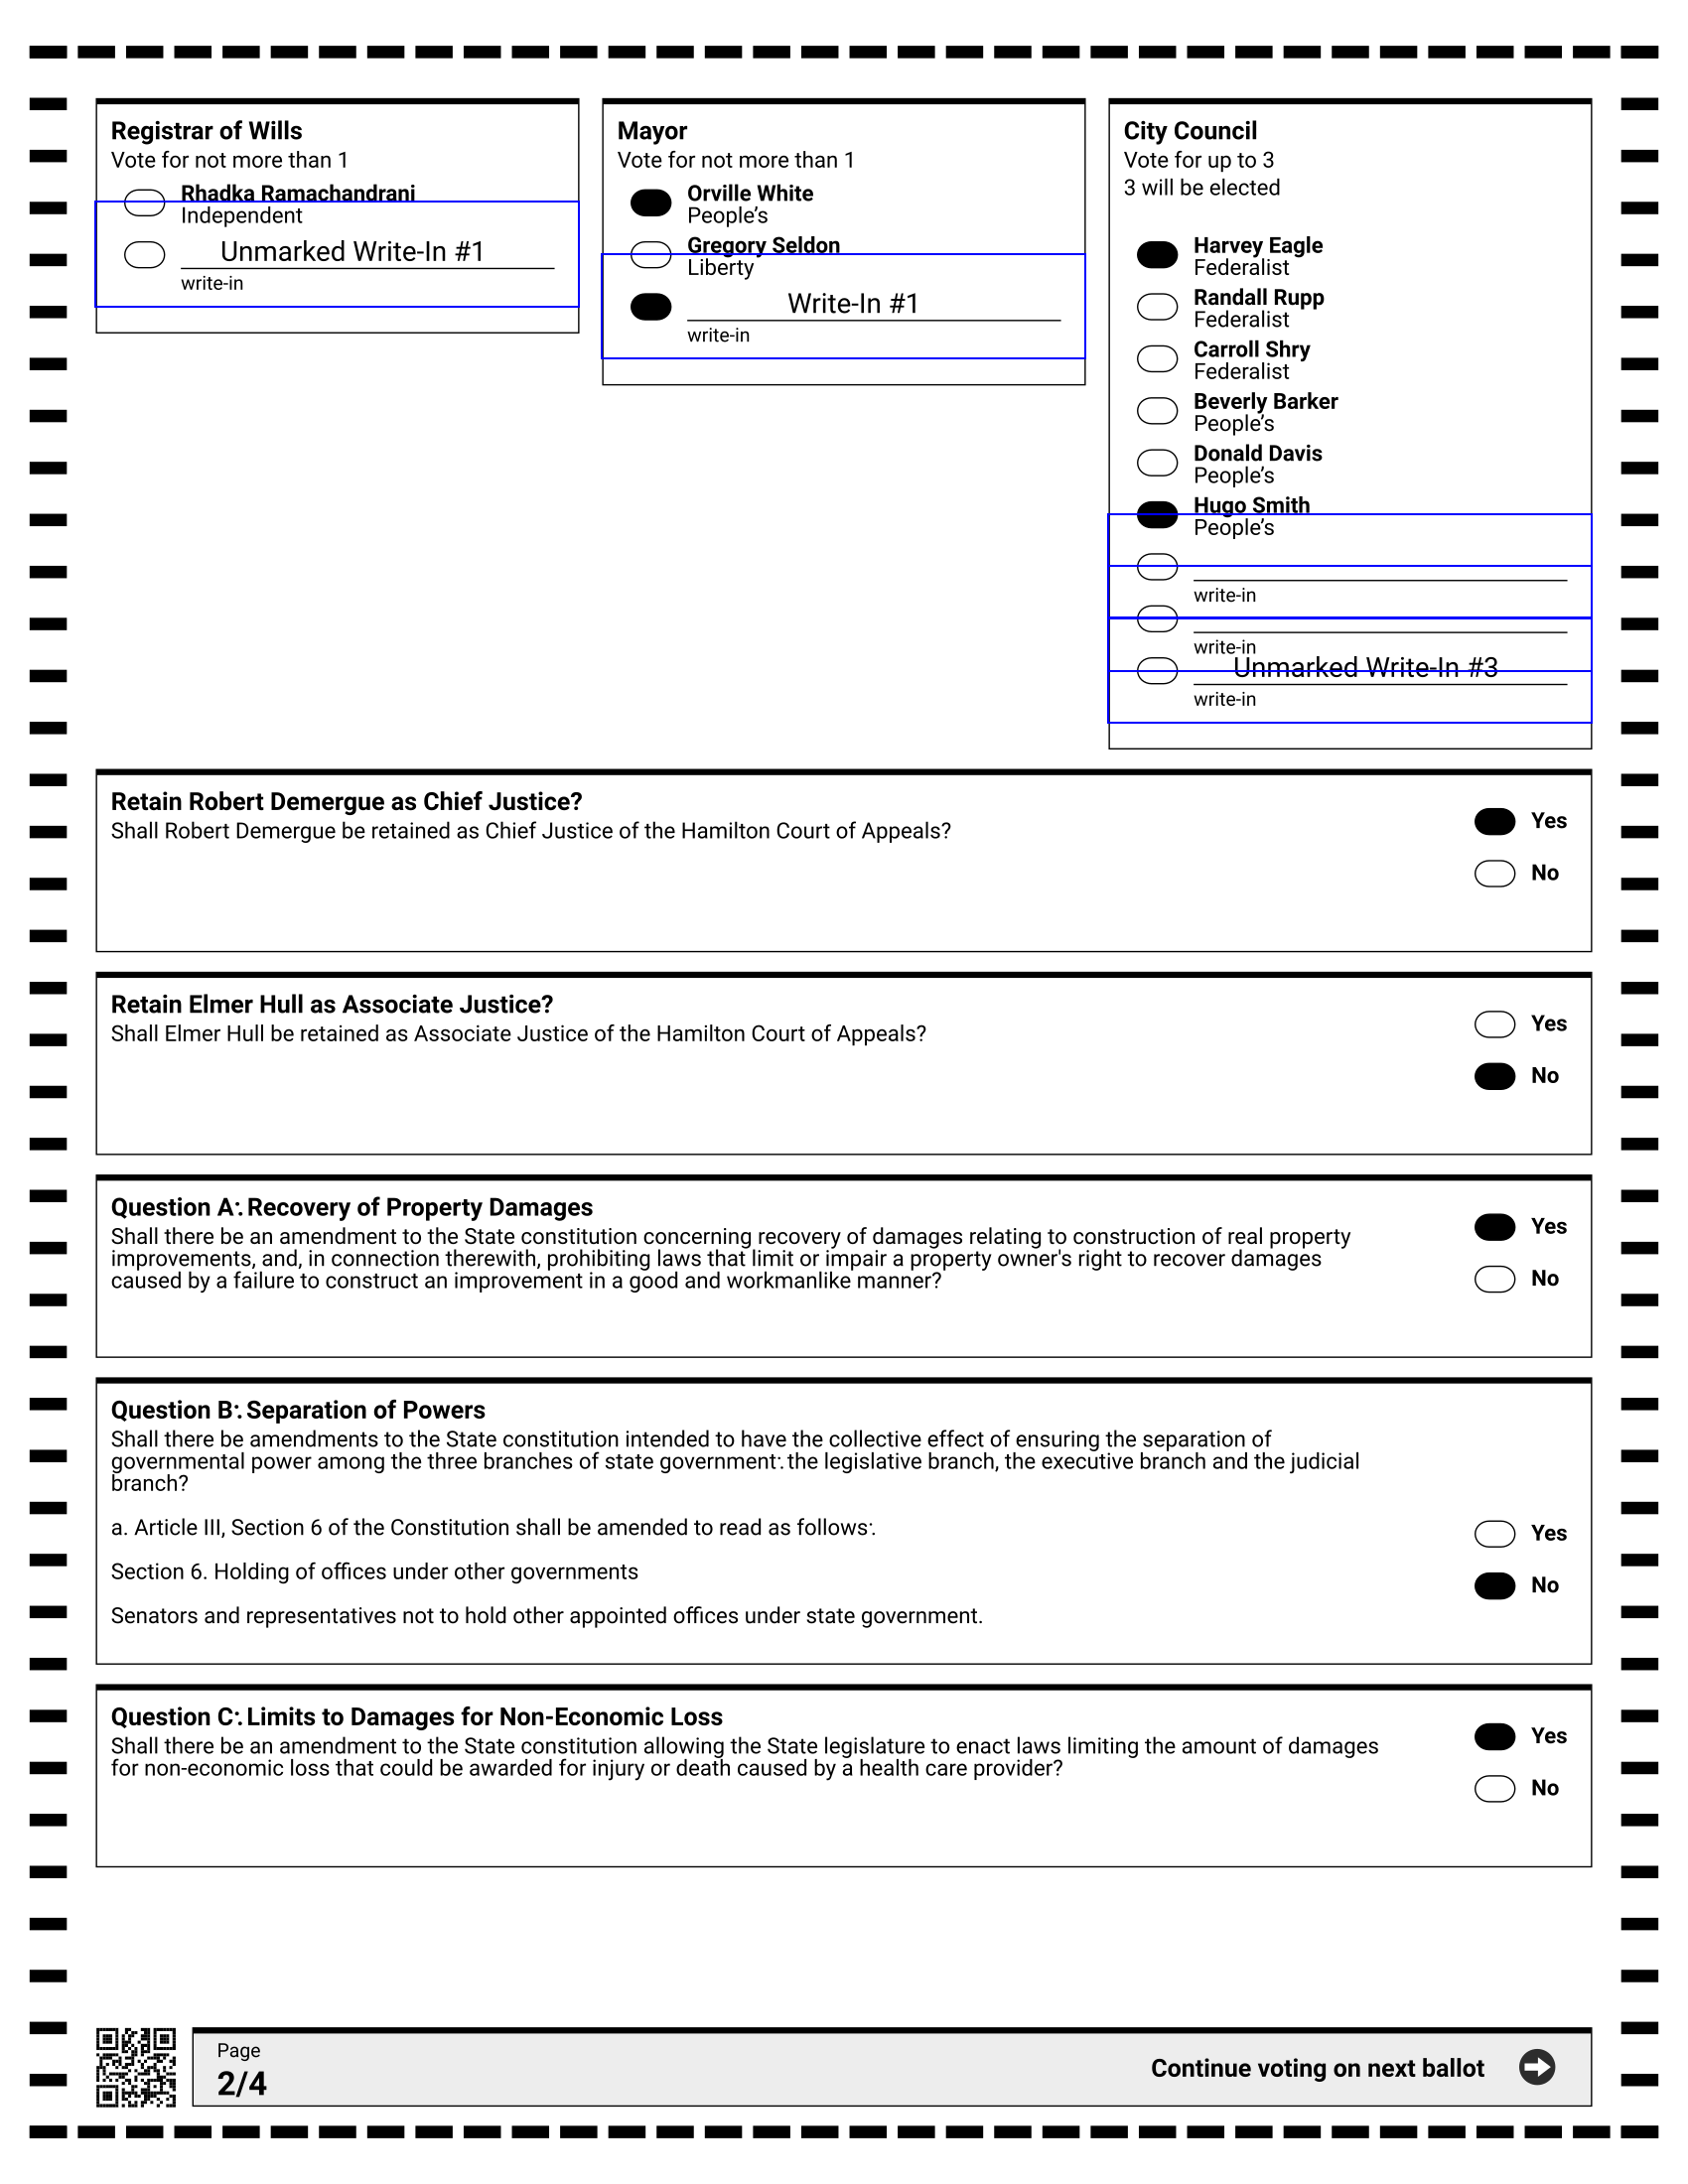 Registrar of Wills
Vote for not more than 1
Rhadka Ramachandrani
Independent
Unmarked Write-In #1
write-in
Mayor
Vote for not more than 1
Orville White
People's
Gregory Seldon
Liberty
Write-In #1
write-in
City Council
Vote for up to 3
3 will be elected
Harvey Eagle
Federalist
Randall Rupp
Federalist
Carroll Shry
Federalist
Beverly Barker
People's
Donald Davis
People's
Hugo Smith
People's
write-in
write-in
Unmarked Write-In #3
write-in
Retain Robert Demergue as Chief Justice?
Shall Robert Demergue be retained as Chief Justice of the Hamilton Court of Appeals?
Yes
No
Retain Elmer Hull as Associate Justice?
Shall Elmer Hull be retained as Associate Justice of the Hamilton Court of Appeals?
Yes
No
Question A: Recovery of Property Damages
Shall there be an amendment to the State constitution concerning recovery of damages relating to construction of real property
improvements, and, in connection therewith, prohibiting laws that limit or impair a property owner's right to recover damages
caused by a failure to construct an improvement in a good and workmanlike manner?
Yes
No
Question B: Separation of Powers
Shall there be amendments to the State constitution intended to have the collective effect of ensuring the separation of
governmental power among the three branches of state government: the legislative branch, the executive branch and the judicial
branch?
a. Article III, Section 6 of the Constitution shall be amended to read as follows:
Section 6. Holding of offices under other governments
Senators and representatives not to hold other appointed offices under state government.
Yes
No
Question C: Limits to Damages for Non-Economic Loss
Shall there be an amendment to the State constitution allowing the State legislature to enact laws limiting the amount of damages
for non-economic loss that could be awarded for injury or death caused by a health care provider?
Yes
No
Page
2/4
Continue voting on next ballot